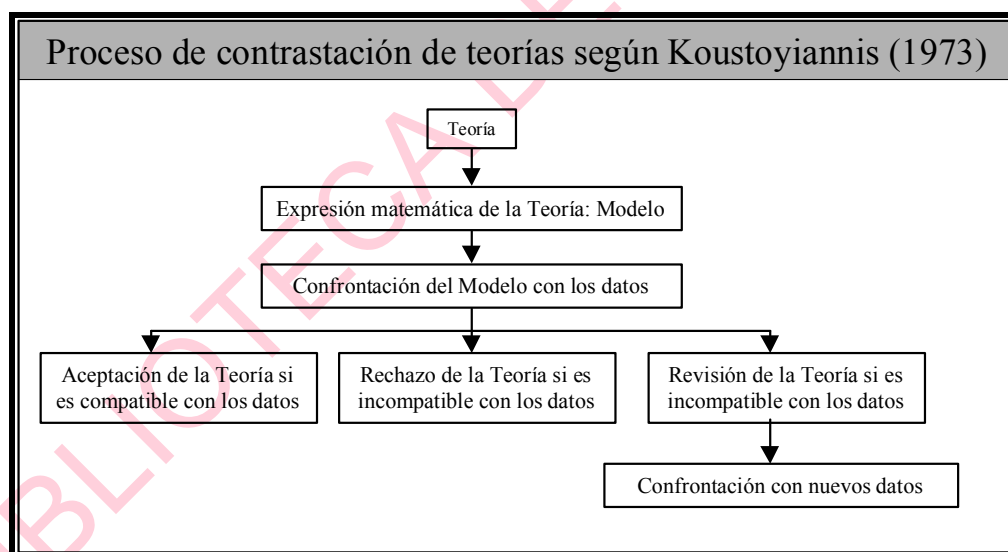 Proceso de contrastación de teorías según Koustoyiannis (1973)
Teoría
Expresión matemática de la Teoría: Modelo
Confrontación del Modelo con los datos
Aceptación de la Teoría si
es compatible con los datos
Rechazo de la Teoría si es
incompatible con los datos
Revisión de la Teoría si es
incompatible con los datos
Confrontación con nuevos datos
BLIOTECA